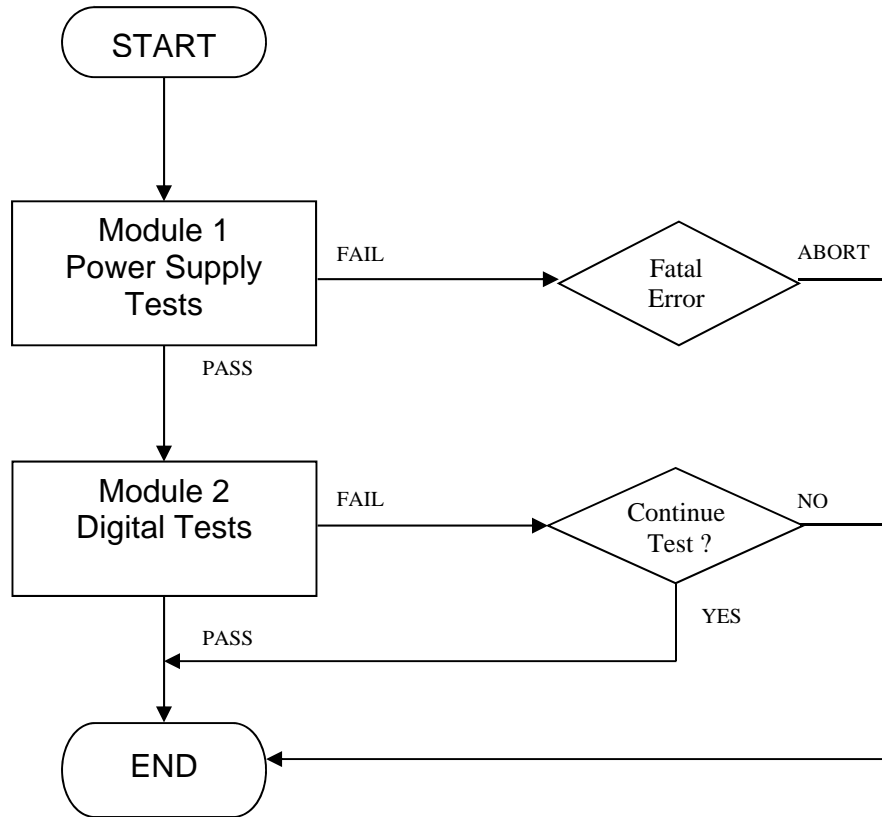 START
Module 1
Power Supply
Tests
FAIL
Fatal
Error
ABORT
PASS
Module 2
Digital Tests
FAIL
Continue
Test ?
NO
YES
PASS
END